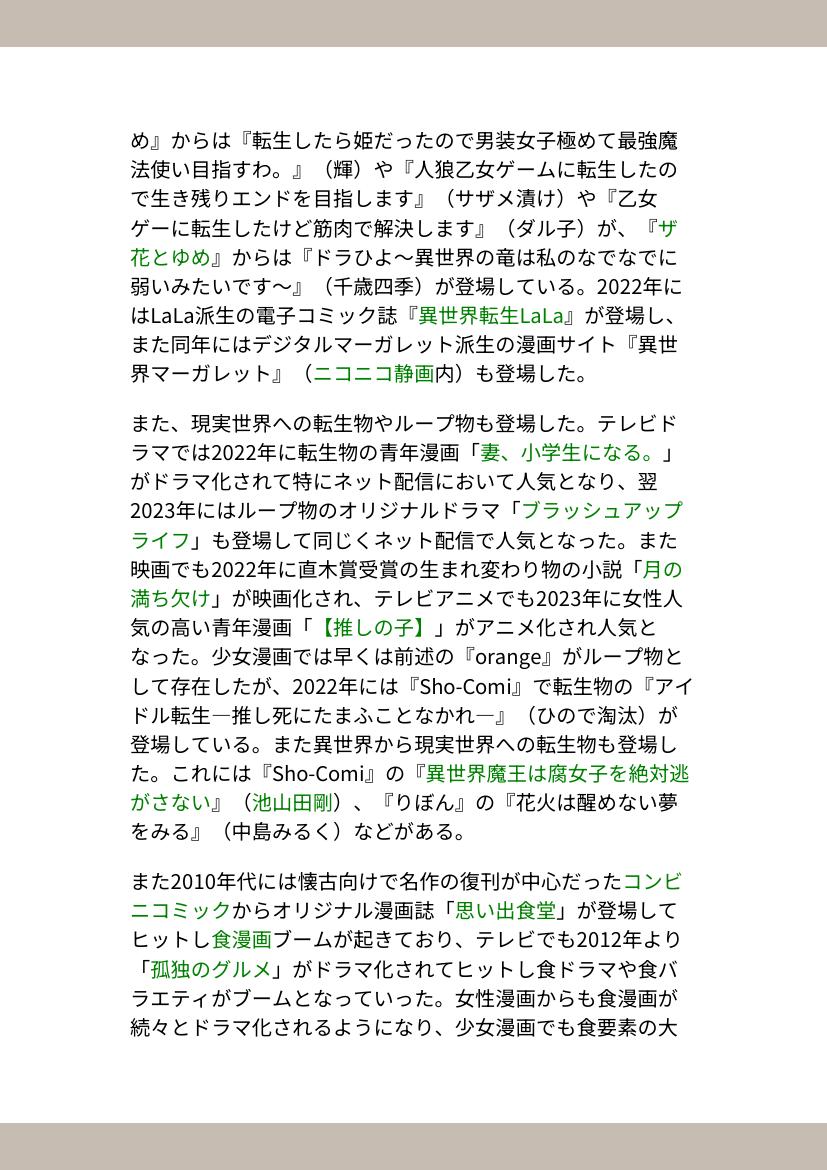 め』からは『転生したら姫だったので男装女子極めて最強魔
法使い目指すわ。』（輝）や『人狼乙女ゲームに転生したの
で生き残りエンドを目指します』（サザメ漬け）や『乙女
ゲーに転生したけど筋肉で解決します』（ダル子）が、『ザ
花とゆめ』からは『ドラひよ〜異世界の竜は私のなでなでに
弱いみたいです〜』（千歳四季）が登場している。2022年に
はLaLa派生の電子コミック誌『異世界転生LaLa』が登場し、
また同年にはデジタルマーガレット派生の漫画サイト『異世
界マーガレット』（ニコニコ静画内）も登場した。
また、現実世界への転生物やループ物も登場した。テレビド
ラマでは2022年に転生物の青年漫画「妻、小学生になる。」
がドラマ化されて特にネット配信において人気となり、翌
2023年にはループ物のオリジナルドラマ「ブラッシュアップ
ライフ」も登場して同じくネット配信で人気となった。また
映画でも2022年に直木賞受賞の生まれ変わり物の小説「月の
満ち欠け」が映画化され、テレビアニメでも2023年に女性人
気の高い青年漫画「【推しの子】」がアニメ化され人気と
なった。少女漫画では早くは前述の『orange』がループ物と
して存在したが、2022年には『Sho-Comi』で転生物の『アイ
ドル転生―推し死にたまふことなかれ―』（ひので淘汰）が
登場している。また異世界から現実世界への転生物も登場し
た。これには『Sho-Comi』の『異世界魔王は腐女子を絶対逃
がさない』（池山田剛）、『りぼん』の『花火は醒めない夢
をみる』（中島みるく）などがある。
また2010年代には懐古向けで名作の復刊が中心だったコンビ
ニコミックからオリジナル漫画誌「思い出食堂」が登場して
ヒットし食漫画ブームが起きており、テレビでも2012年より
「孤独のグルメ」がドラマ化されてヒットし食ドラマや食バ
ラエティがブームとなっていった。女性漫画からも食漫画が
続々とドラマ化されるようになり、少女漫画でも食要素の大